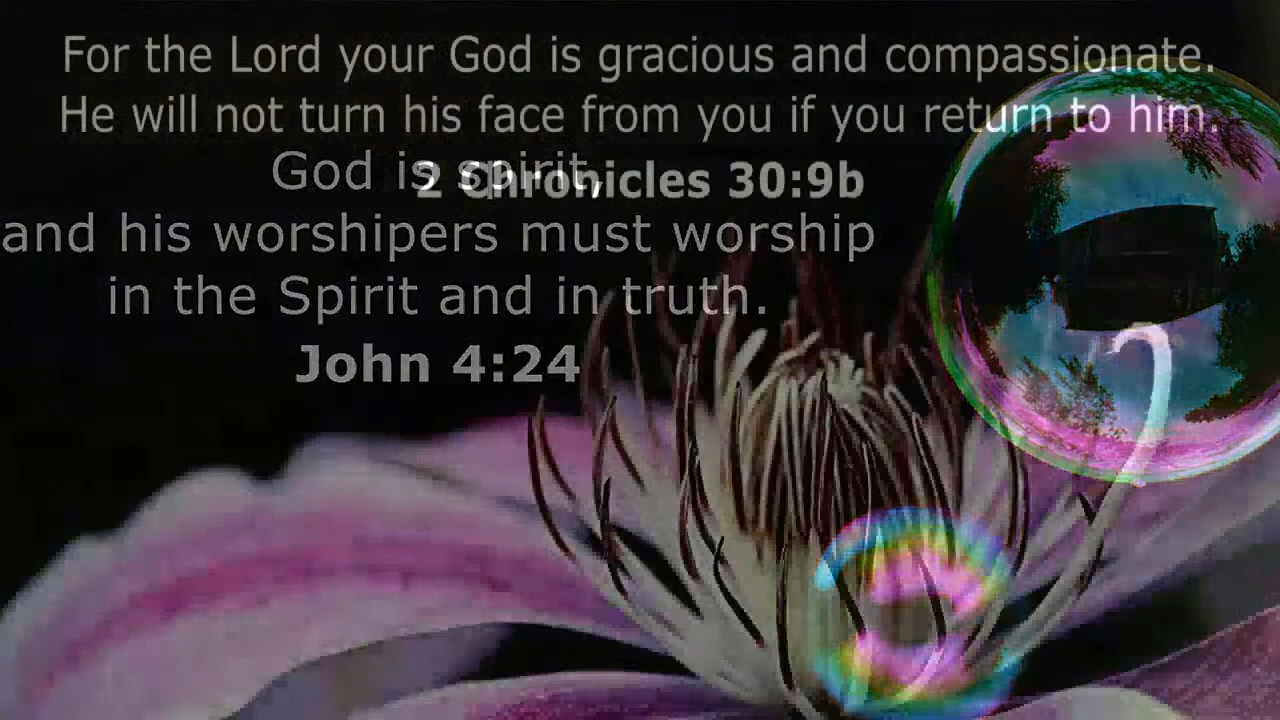 For the Lord your God is gracious and compassionate.
He will not turn his face from you if you return to him.
2 Chronicles 30:9b
God is spirit,
and his worshipers must worship
in the Spirit and in truth.
John 4:24